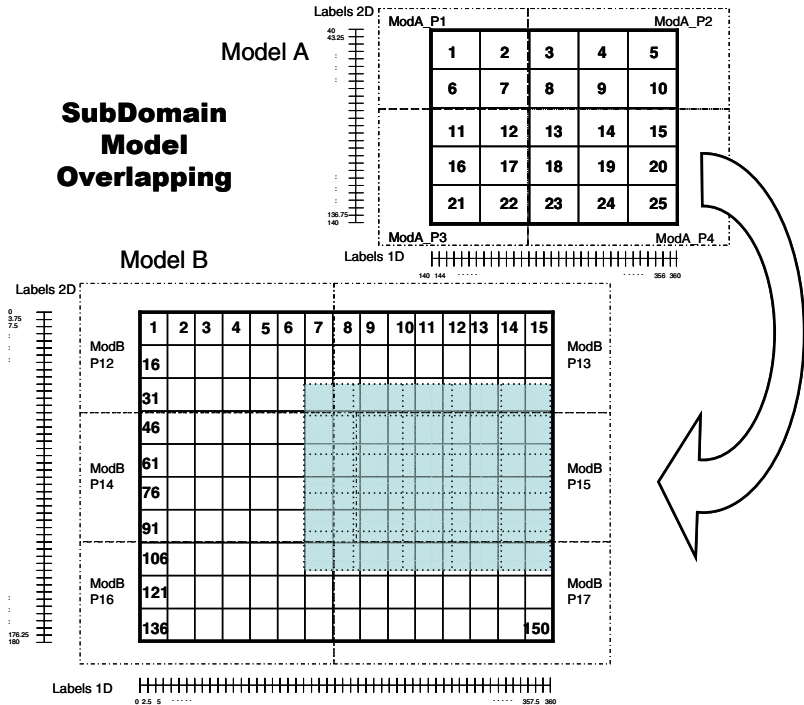 Labels 2D
ModA_P1 ModA_P2
40
43.25
:
:
:
Model A
1 2 3 4 5
6 7 8 9 10
11 12 13 14 15
16 17 18 19 20
21 22 23 24 25
SubDomain
Model
Overlapping
:
:
:
136.75
140
ModA_P3 ModA_P4
Labels 1D
140 144 ..... ..... 356 360
Model B
Labels 2D
0
3.75
7.5
:
:
:
1 2 3 4 5 6 7 8 9 10 11 12 13 14 15
ModB
P12
ModB
P13
16
31
46
ModB
P14
ModB
P15
61
76
91
106
ModB
P16
ModB
P17
121
136 150
:
:
:
176.25
180
Labels 1D
0 2.5 5 ..... ..... 357.5 360